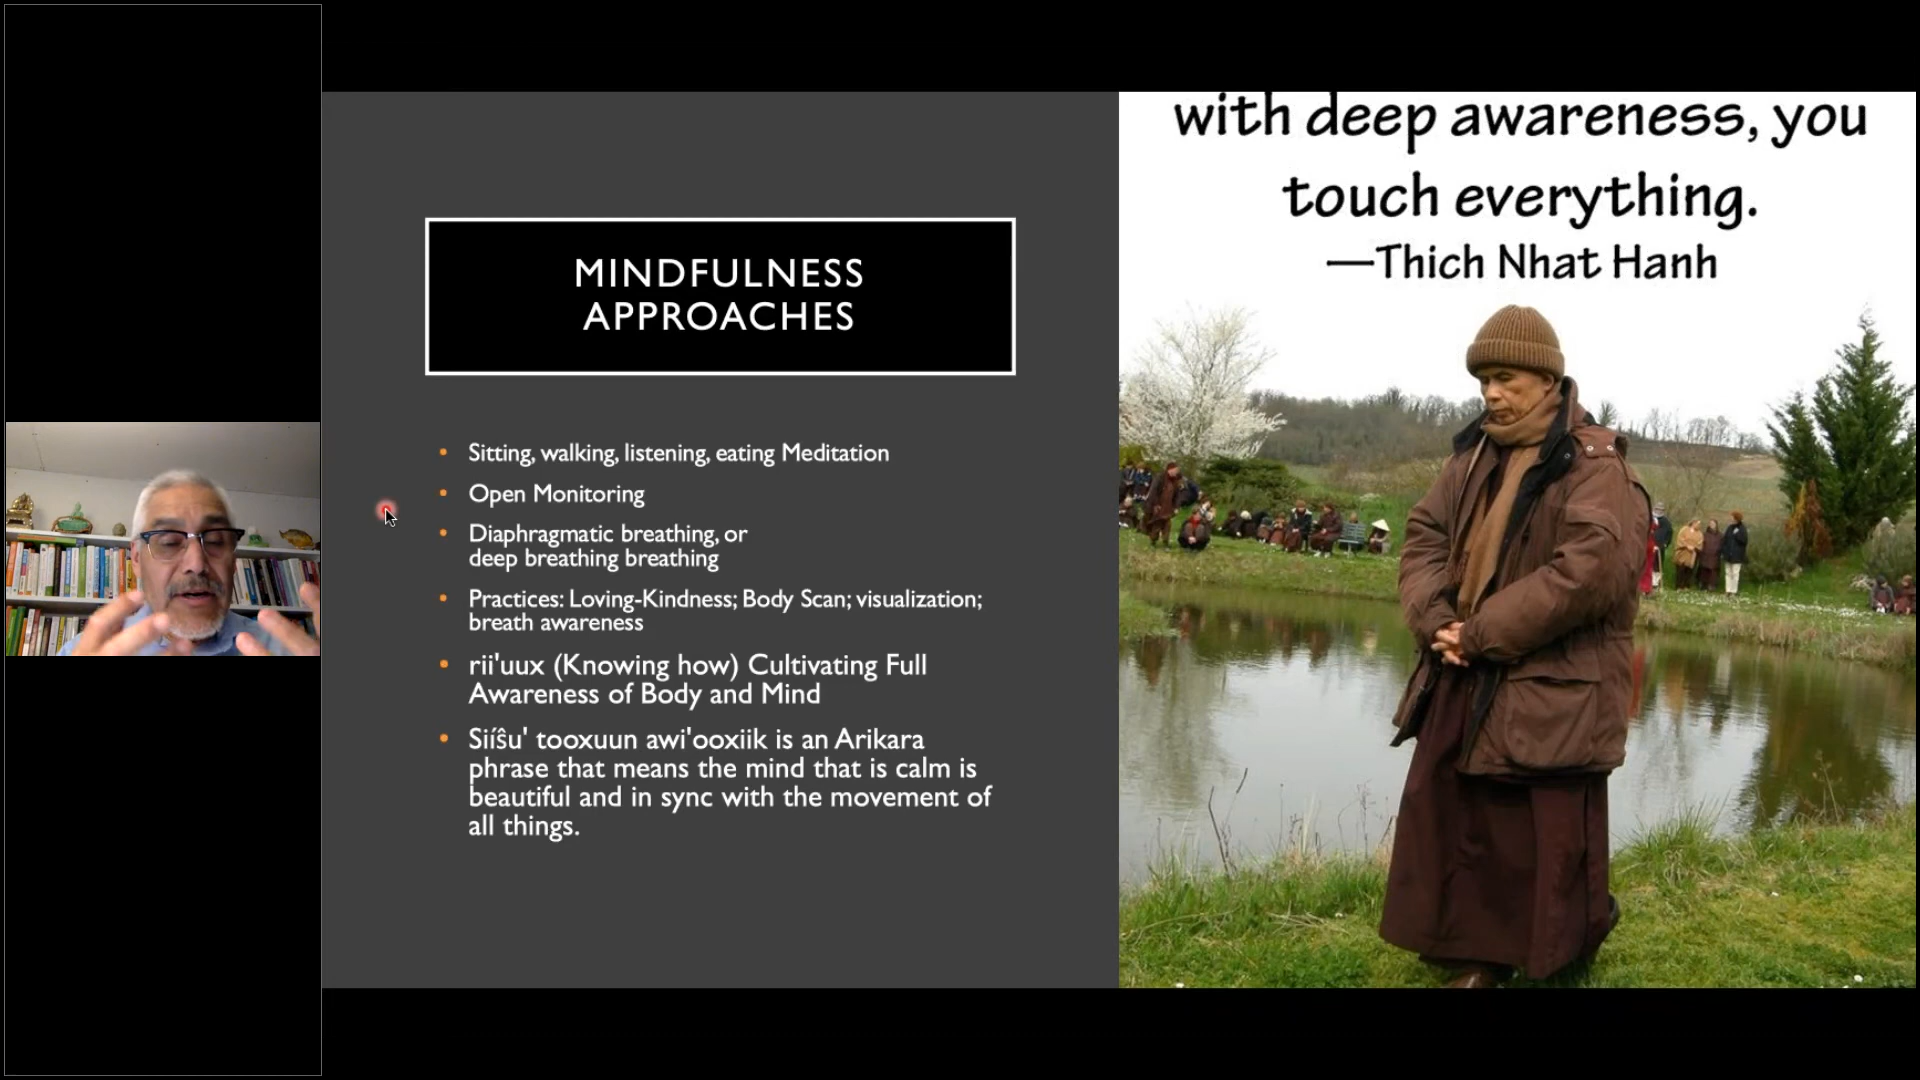 MINDFULNESS
APPROACHES
• Sitting, walking, listening, eating Meditation
• Open Monitoring
• Diaphragmatic breathing, or
deep breathing breathing
• Practices: Loving-Kindness; Body Scan; visualization;
breath awareness
• rii'uux (Knowing how) Cultivating Full
Awareness of Body and Mind
• Siíŝu' tooxuun awi'ooxiik is an Arikara
phrase that means the mind that is calm is
beautiful and in sync with the movement of
all things.
with deep awareness, you
touch everything.
—Thich Nhat Hanh